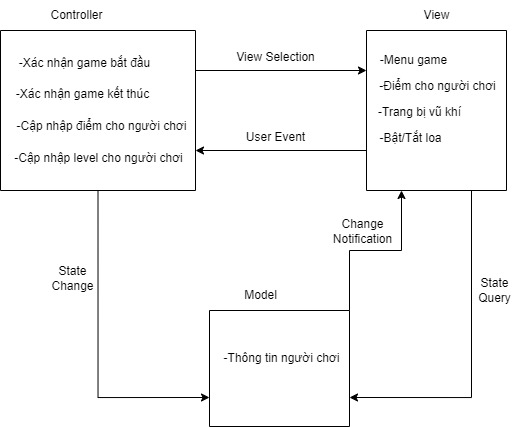 Controller
View
-Xác nhận game bắt đầu
-Xác nhận game kết thúc
-Cập nhập điểm cho người chơi
-Cập nhập level cho người chơi
View Selection
User Event
-Menu game
-Điểm cho người chơi
-Trang bị vũ khí
-Bật/Tắt loa
State
Change
Change
Notification
State
Query
Model
-Thông tin người chơi